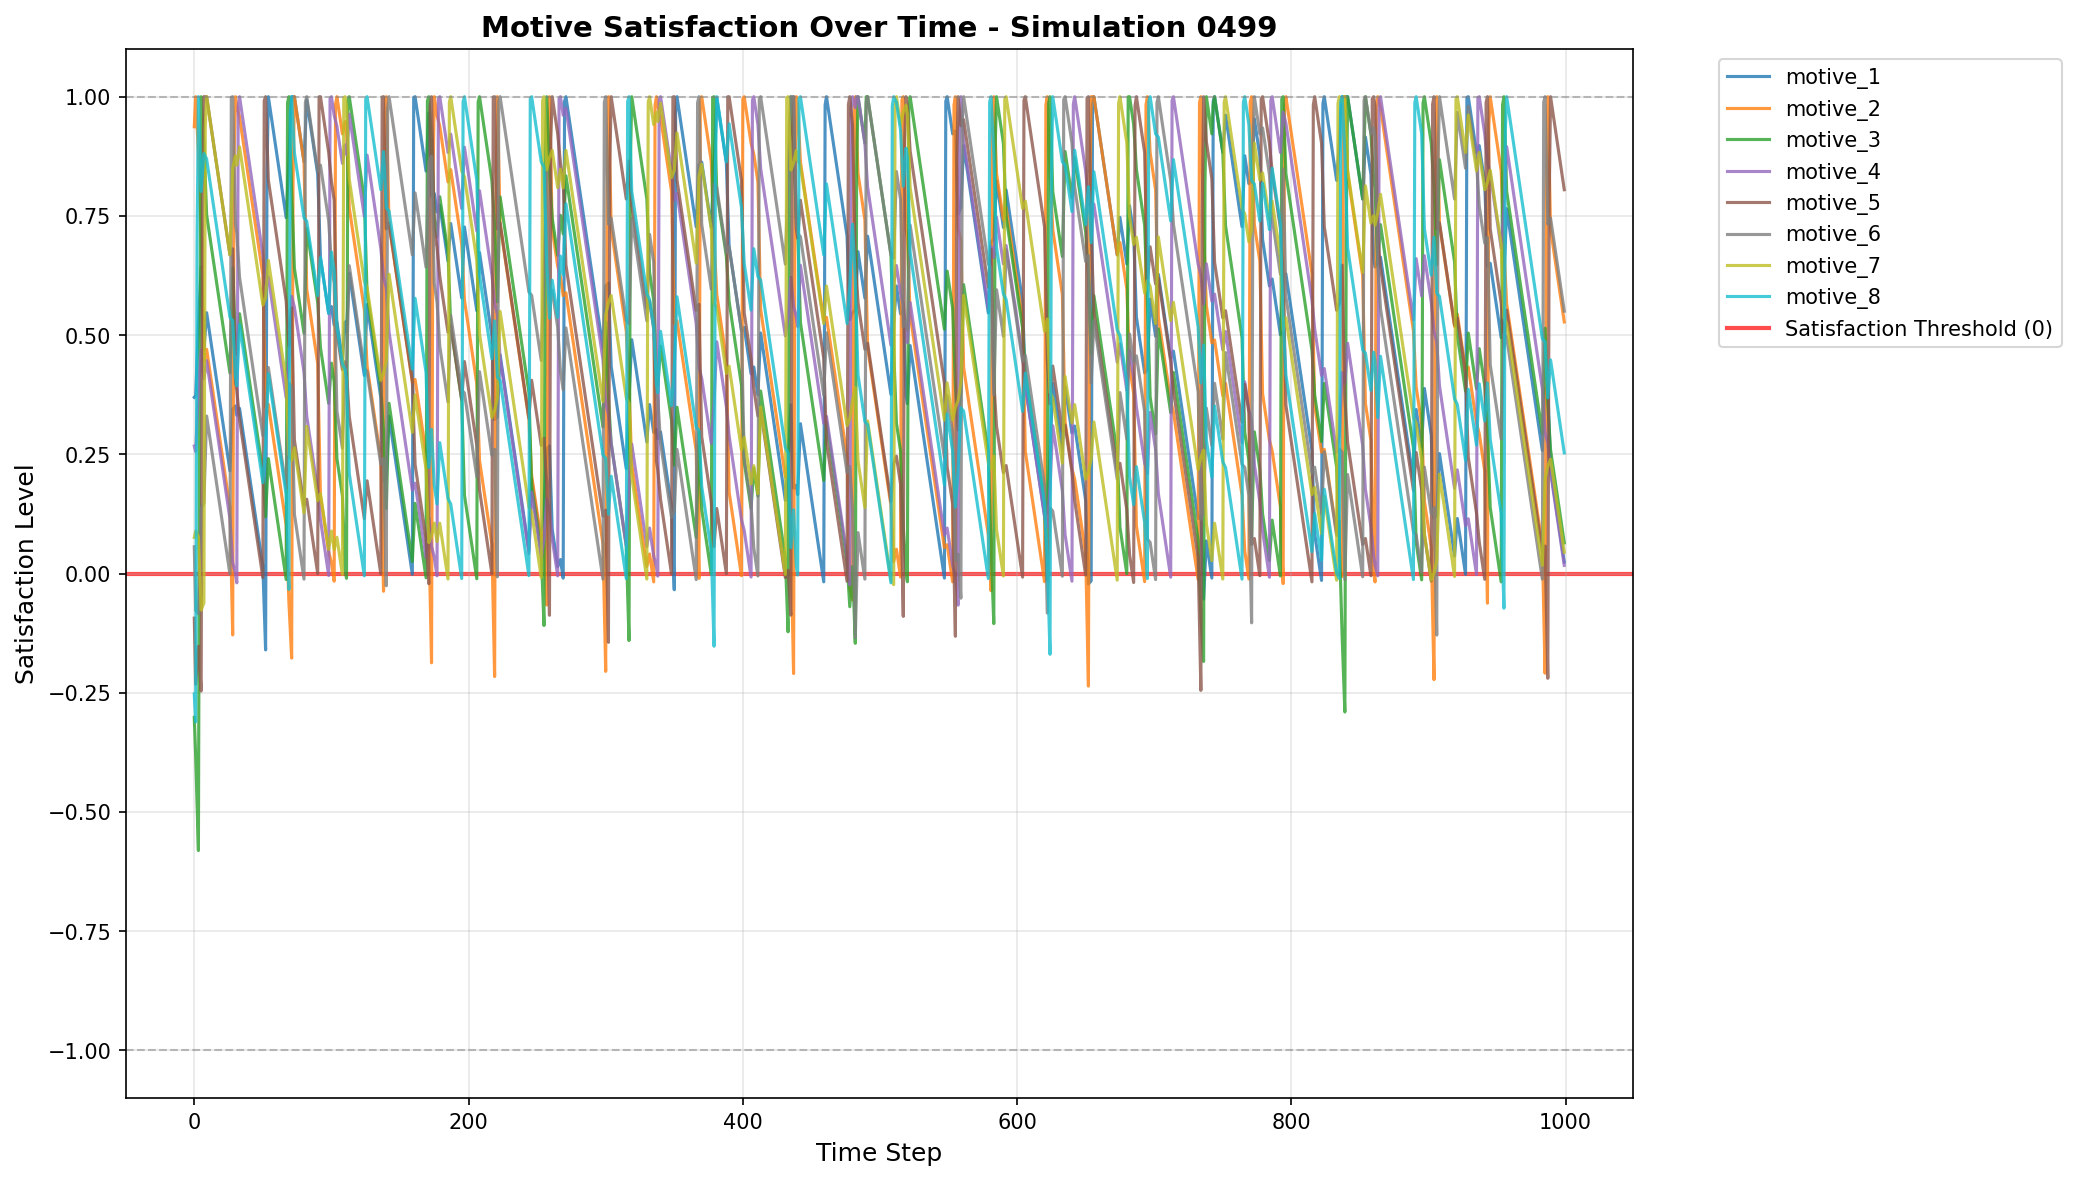 Motive Satisfaction Over Time - Simulation 0499
Satisfaction Level
1.00
0.75
0.50
0.25
0.00
−0.25
−0.50
−0.75
−1.00
0
200
400
600
800
1000
Time Step
motive_1
motive_2
motive_3
motive_4
motive_5
motive_6
motive_7
motive_8
Satisfaction Threshold (0)